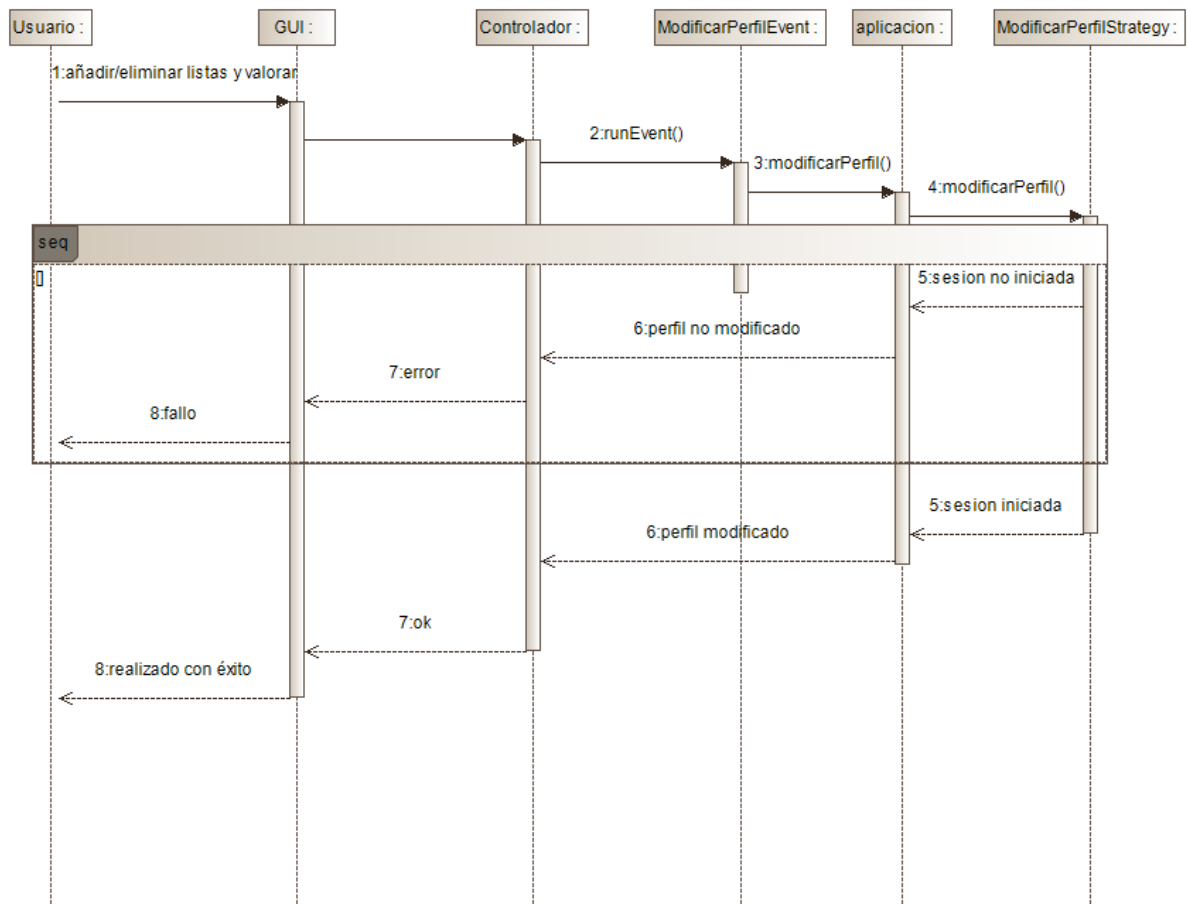 Usuario :
GUI :
Controlador :
ModificarPerfilEvent :
aplicacion :
ModificarPerfilStrategy :
1:añadir/eliminar listas y valorar
2:runEvent()
3:modificarPerfil()
4:modificarPerfil()
seq
[]
5:sesion no iniciada
6:perfil no modificado
7:error
8:fallo
5:sesion iniciada
6:perfil modificado
7:ok
8:realizado con éxito